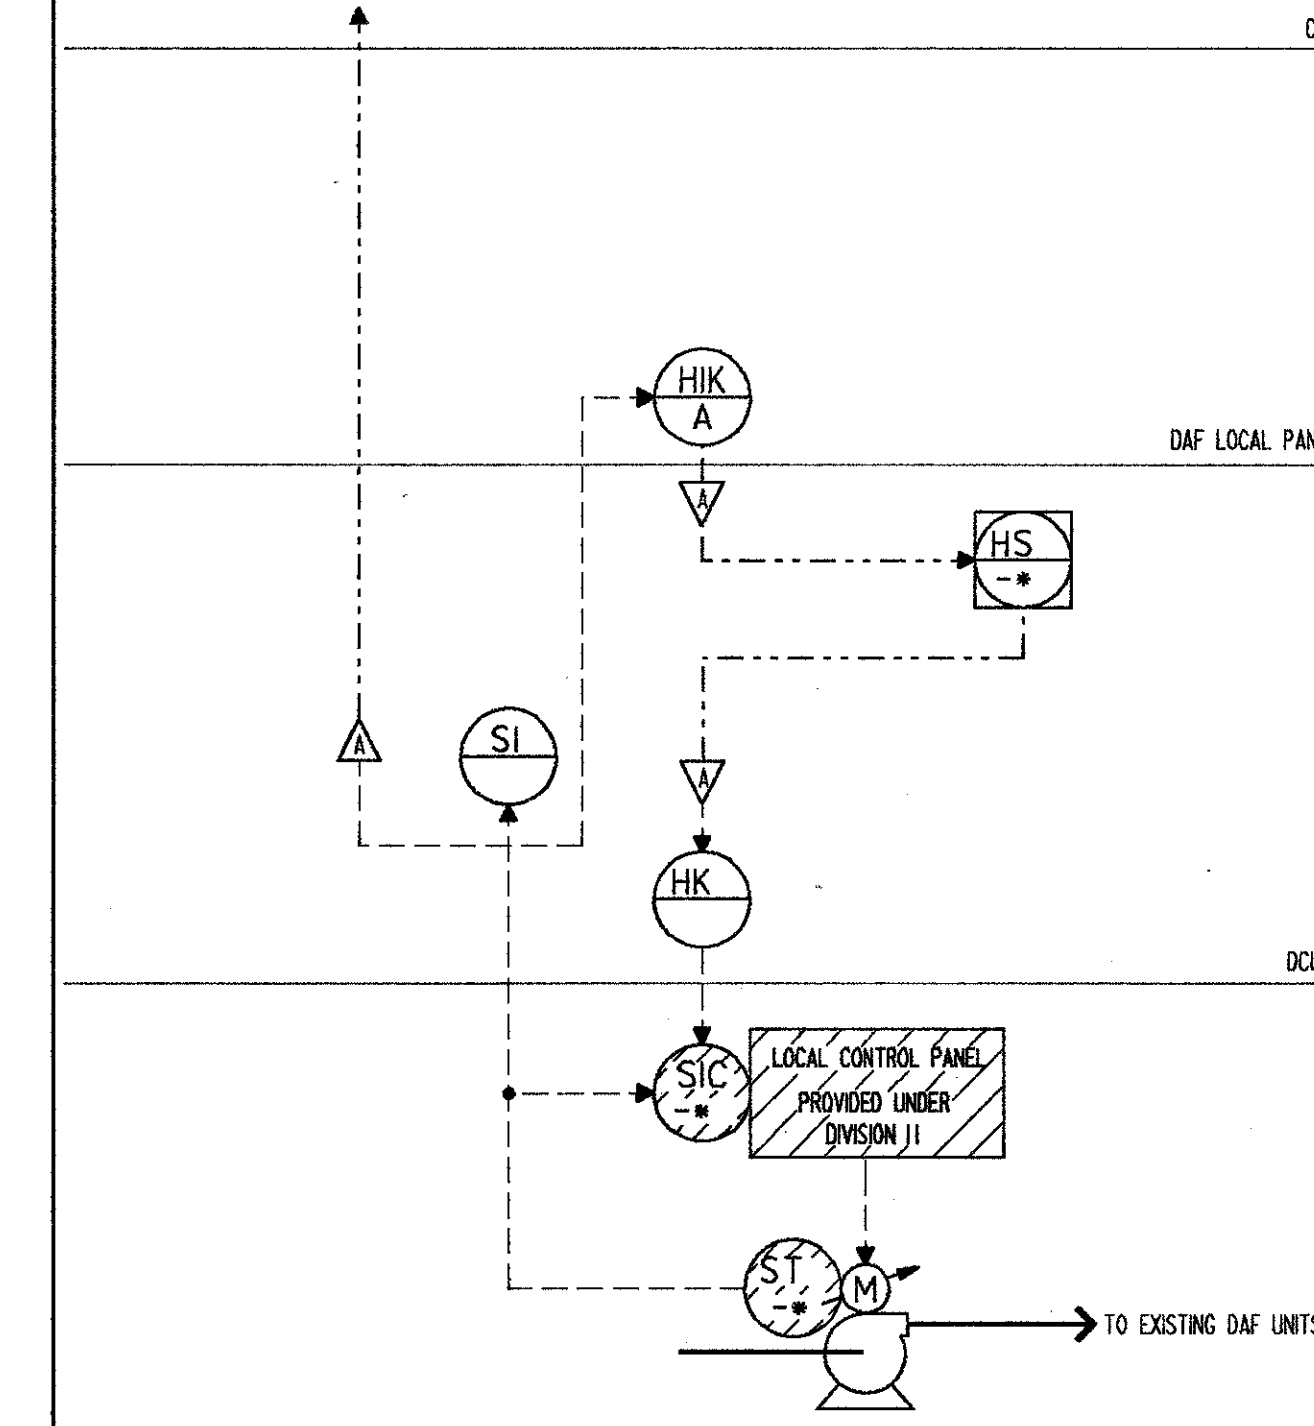 HIK
A
DAF LOCAL PAN
A
HS
-*
A
SI
A
HK
DCU
SIC
-*
LOCAL CONTROL PANEL
PROVIDED UNDER
DIVISION 11
ST
-*
M
TO EXISTING DAF UNITS